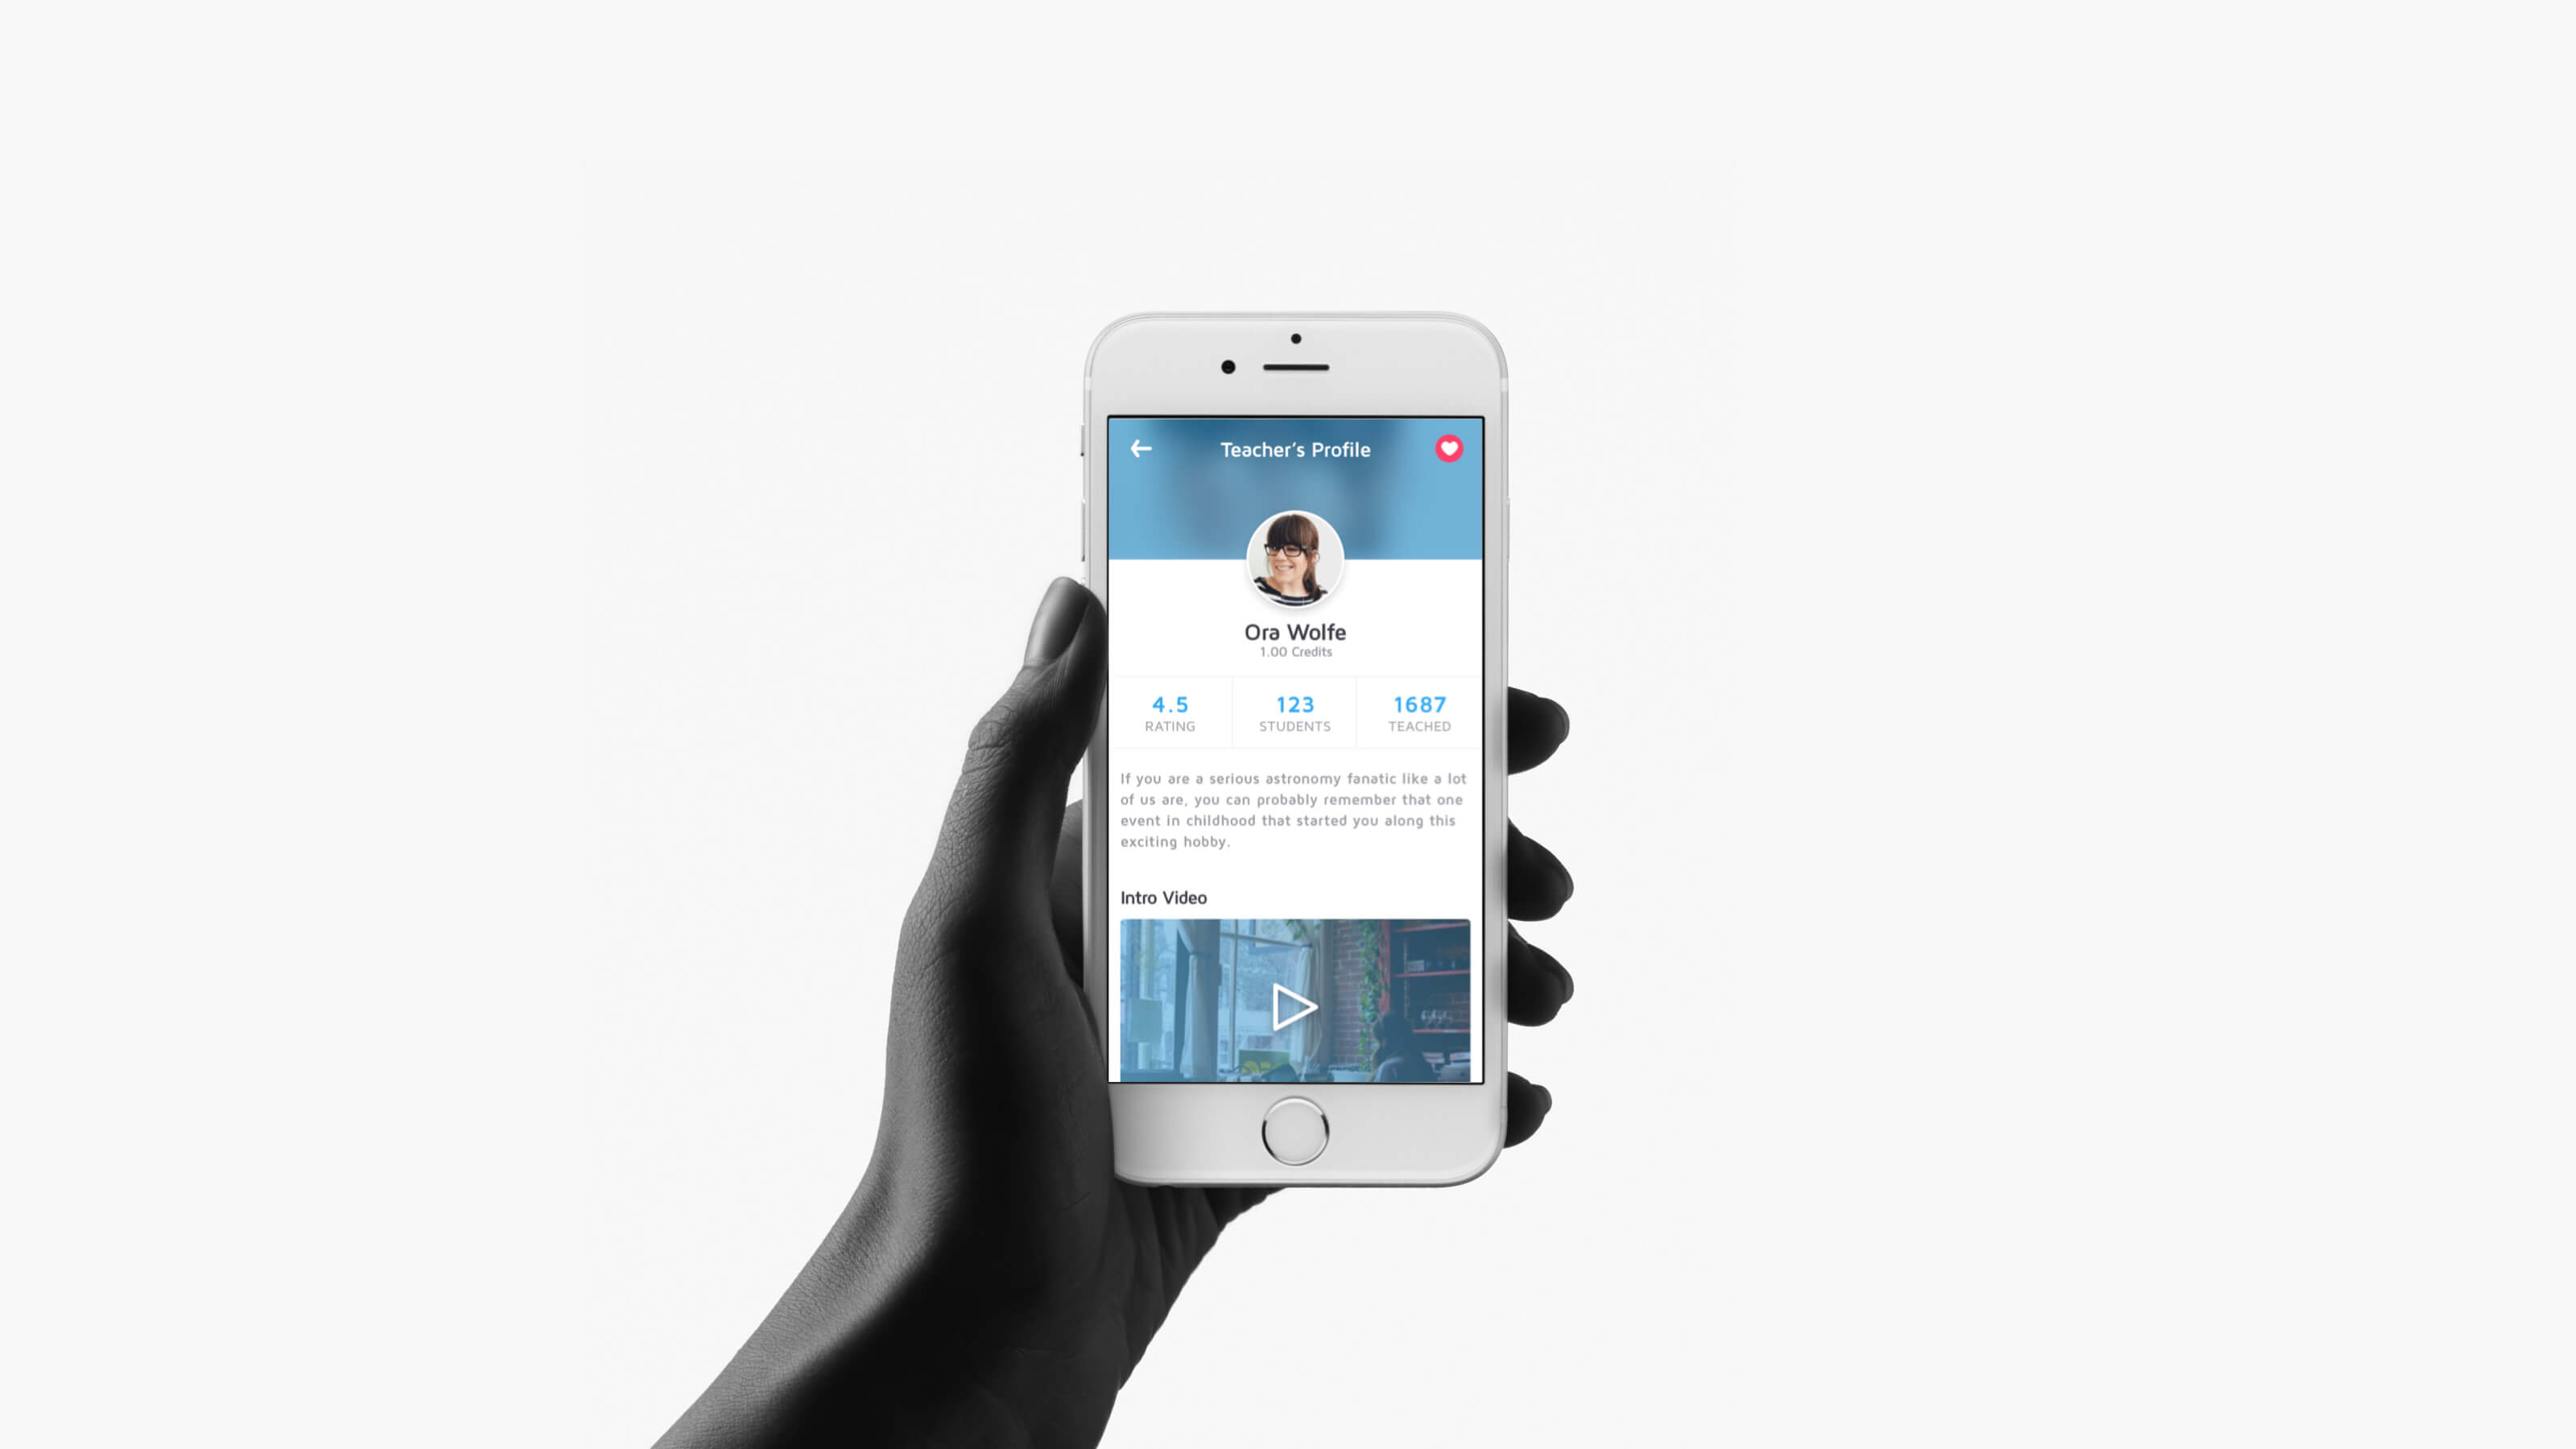 Teacher's Profile
Ora Wolfe
1.00 Credits
4.5
RATING
123
STUDENTS
1687
TEACHED
If you are a serious astronomy fanatic like a lot
of us are, you can probably remember that one
event in childhood that started you along this
exciting hobby.
Intro Video